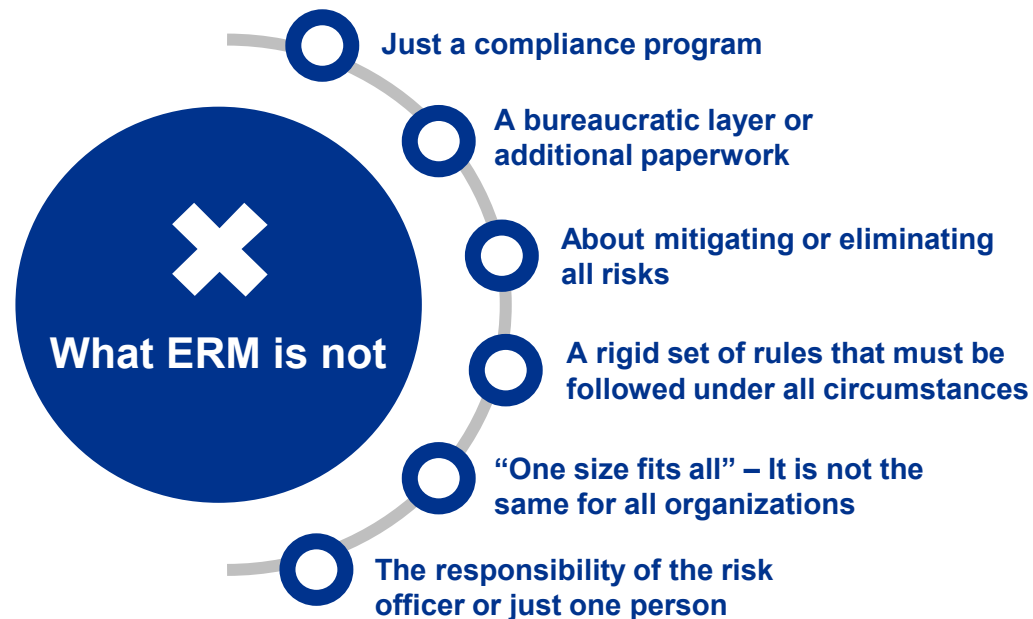 What ERM is not
Just a compliance program
A bureaucratic layer or
additional paperwork
About mitigating or eliminating
all risks
A rigid set of rules that must be
followed under all circumstances
“One size fits all” – It is not the
same for all organizations
The responsibility of the risk
officer or just one person